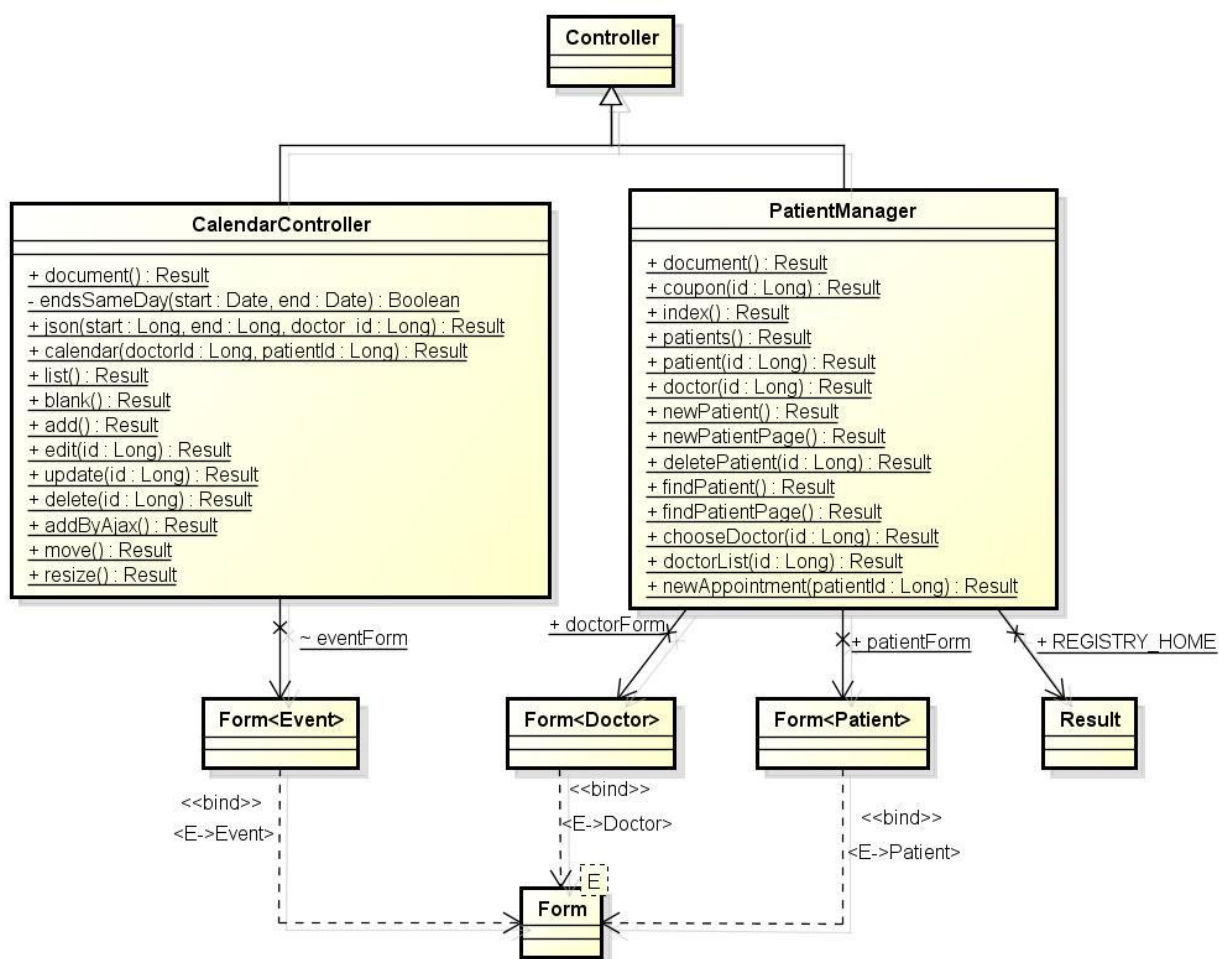 Controller
CalendarController
+ document() : Result
- endsSameDay(start : Date, end : Date) : Boolean
+ json(start : Long, end : Long, doctor_id : Long) : Result
+ calendar(doctorId : Long, patientId : Long) : Result
+ list() : Result
+ blank() : Result
+ add() : Result
+ edit(id : Long) : Result
+ update(id : Long) : Result
+ delete(id : Long) : Result
+ addByAjax() : Result
+ move() : Result
+ resize() : Result
PatientManager
+ document() : Result
+ coupon(id : Long) : Result
+ index() : Result
+ patients() : Result
+ patient(id : Long) : Result
+ doctor(id : Long) : Result
+ newPatient() : Result
+ newPatientPage() : Result
+ deletePatient(id : Long) : Result
+ findPatient() : Result
+ findPatientPage() : Result
+ chooseDoctor(id : Long) : Result
+ doctorList(id : Long) : Result
+ newAppointment(patientId : Long) : Result
~ eventForm
+ doctorForm
+ patientForm
+ REGISTRY_HOME
Form<Event>
Form<Doctor>
Form<Patient>
Result
<<bind>>
<E->Event>
<<bind>>
<E->Doctor>
<<bind>>
<E->Patient>
E
Form